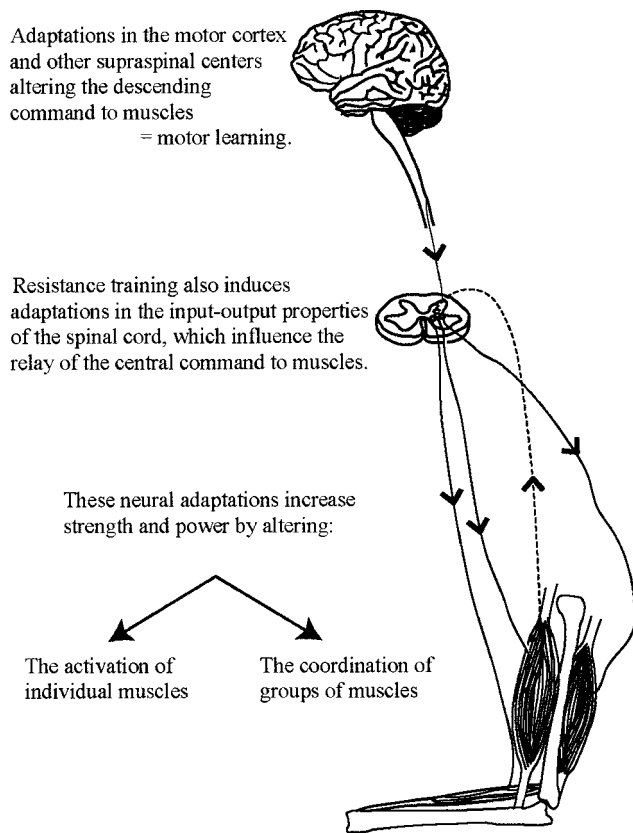 Adaptations in the motor cortex
and other supraspinal centers
altering the descending
command to muscles
= motor learning.
Resistance training also induces
adaptations in the input-output properties
of the spinal cord, which influence the
relay of the central command to muscles.
These neural adaptations increase
strength and power by altering:
The activation of
individual muscles
The coordination of
groups of muscles